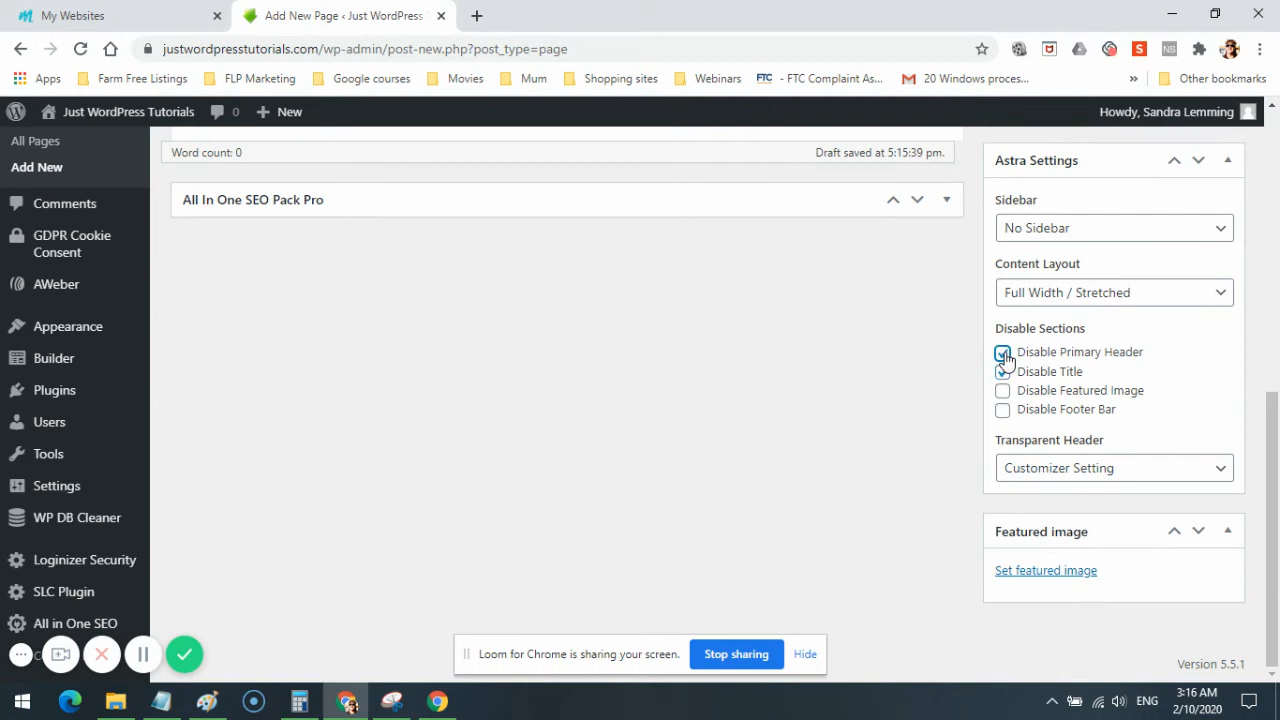 My Websites
Add New Page ‹ Just WordPress T
justwordpresstutorials.com/wp-admin/post-new.php?post_type=page
Apps
Farm Free Listings
FLP Marketing
Google courses
Movies
Mum
Shopping sites
Webinars
FTC - FTC Complaint As...
20 Windows proces...
»
Other bookmarks
Just WordPress Tutorials
0
New
Howdy, Sandra Lemming
All Pages
Add New
Comments
GDPR Cookie
Consent
AWeber
Appearance
Builder
Plugins
Users
Tools
Settings
WP DB Cleaner
Loginizer Security
SLC Plugin
All in One SEO
Word count: 0
Draft saved at 5:15:39 pm.
All In One SEO Pack Pro
Astra Settings
Sidebar
No Sidebar
Content Layout
Full Width / Stretched
Disable Sections
Disable Primary Header
Disable Title
Disable Featured Image
Disable Footer Bar
Transparent Header
Customizer Setting
Featured image
Set featured image
Loom for Chrome is sharing your screen.
Stop sharing
Hide
Version 5.5.1
ENG
3:16 AM
2/10/2020